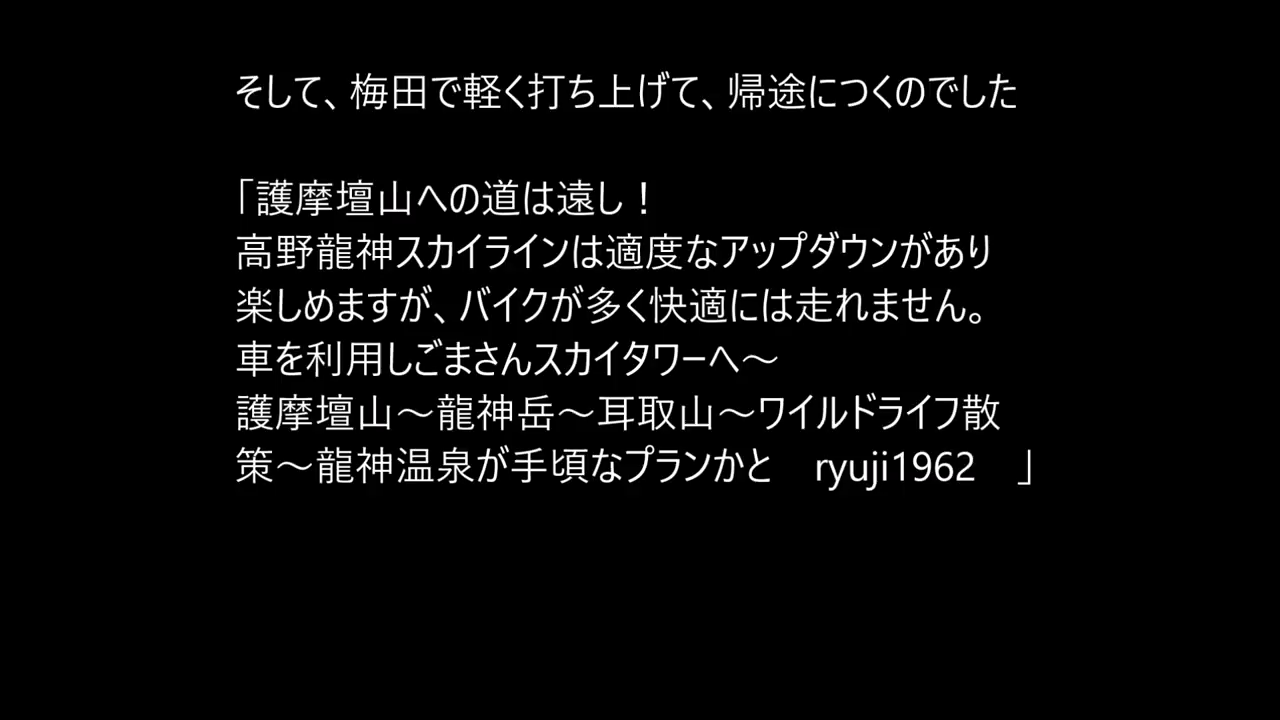 そして、梅田で軽く打ち上げて、帰途につくのでした
「護摩壇山への道は遠し！
高野龍神スカイラインは適度なアップダウンがあり
楽しめますが、バイクが多く快適には走れません。
車を利用しごまさんスカイタワーへ～
護摩壇山～龍神岳～耳取山～ワイルドライフ散
策～龍神温泉が手頃なプランかと　ryuji1962　」